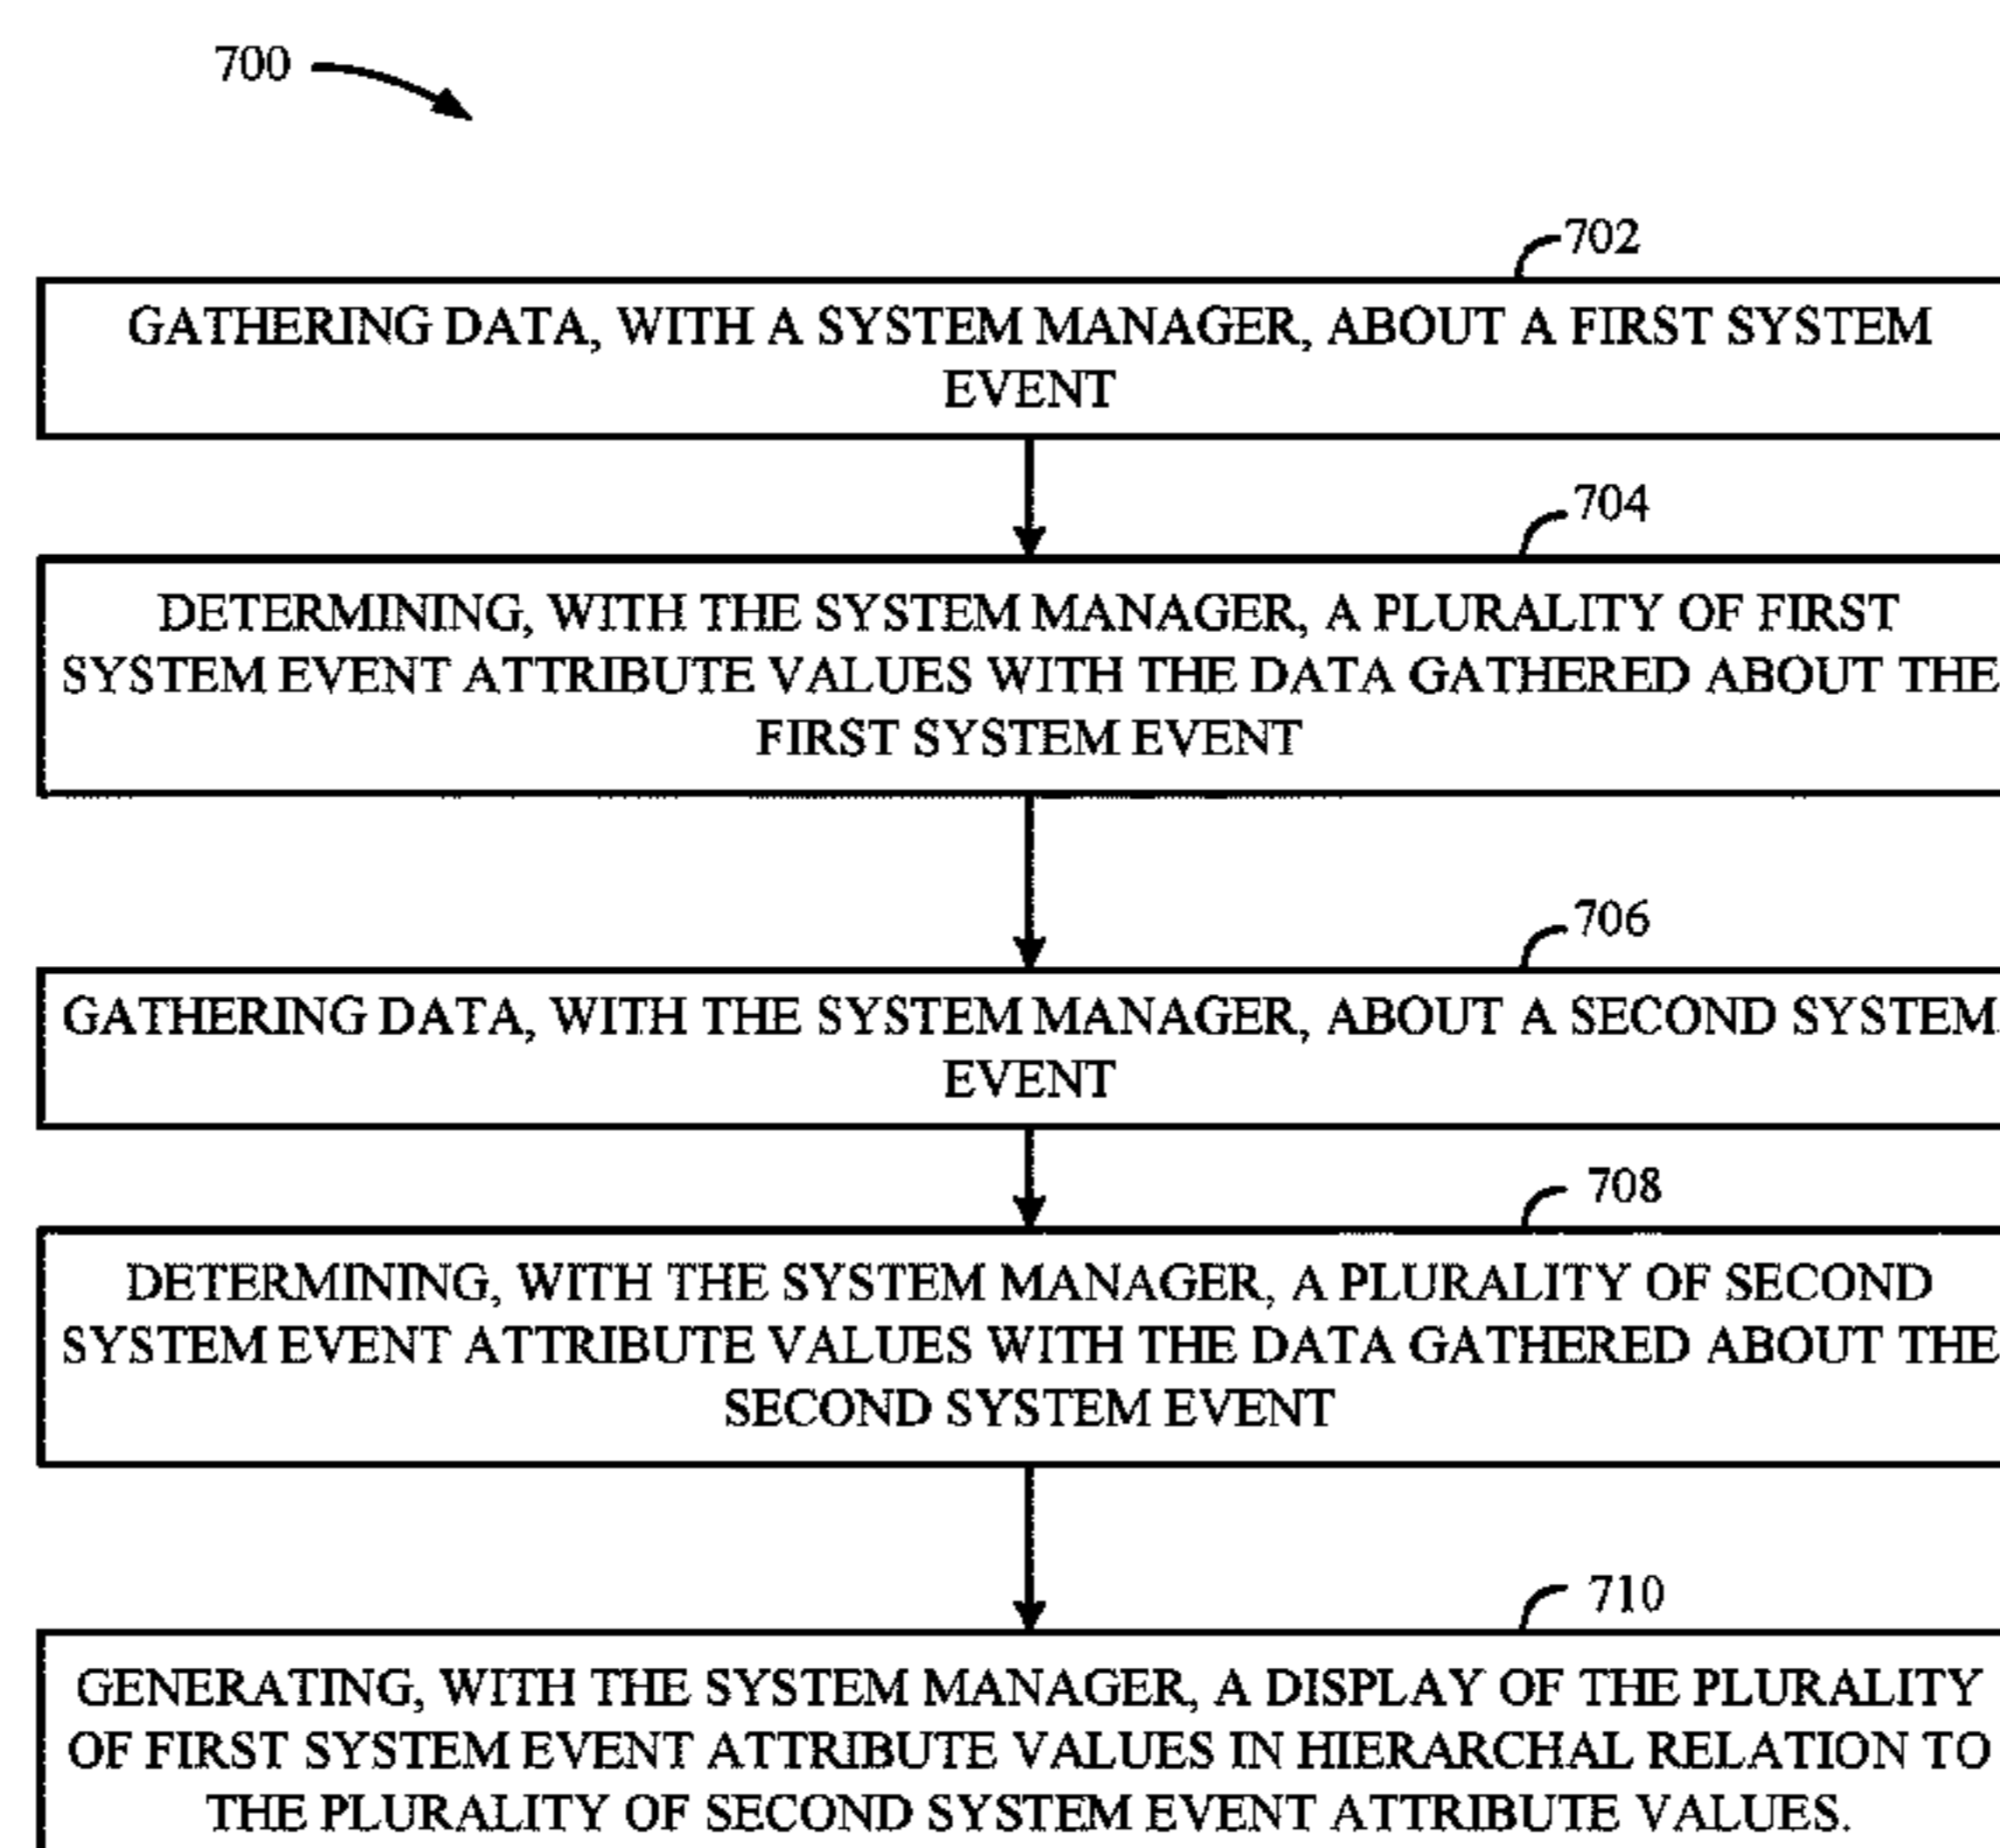 700
702
GATHERING DATA, WITH A SYSTEM MANAGER, ABOUT A FIRST SYSTEM
EVENT
704
DETERMINING, WITH THE SYSTEM MANAGER, A PLURALITY OF FIRST
SYSTEM EVENT ATTRIBUTE VALUES WITH THE DATA GATHERED ABOUT THE
FIRST SYSTEM EVENT
706
GATHERING DATA, WITH THE SYSTEM MANAGER, ABOUT A SECOND SYSTEM
EVENT
708
DETERMINING, WITH THE SYSTEM MANAGER, A PLURALITY OF SECOND
SYSTEM EVENT ATTRIBUTE VALUES WITH THE DATA GATHERED ABOUT THE
SECOND SYSTEM EVENT
710
GENERATING, WITH THE SYSTEM MANAGER, A DISPLAY OF THE PLURALITY
OF FIRST SYSTEM EVENT ATTRIBUTE VALUES IN HIERARCHAL RELATION TO
THE PLURALITY OF SECOND SYSTEM EVENT ATTRIBUTE VALUES.